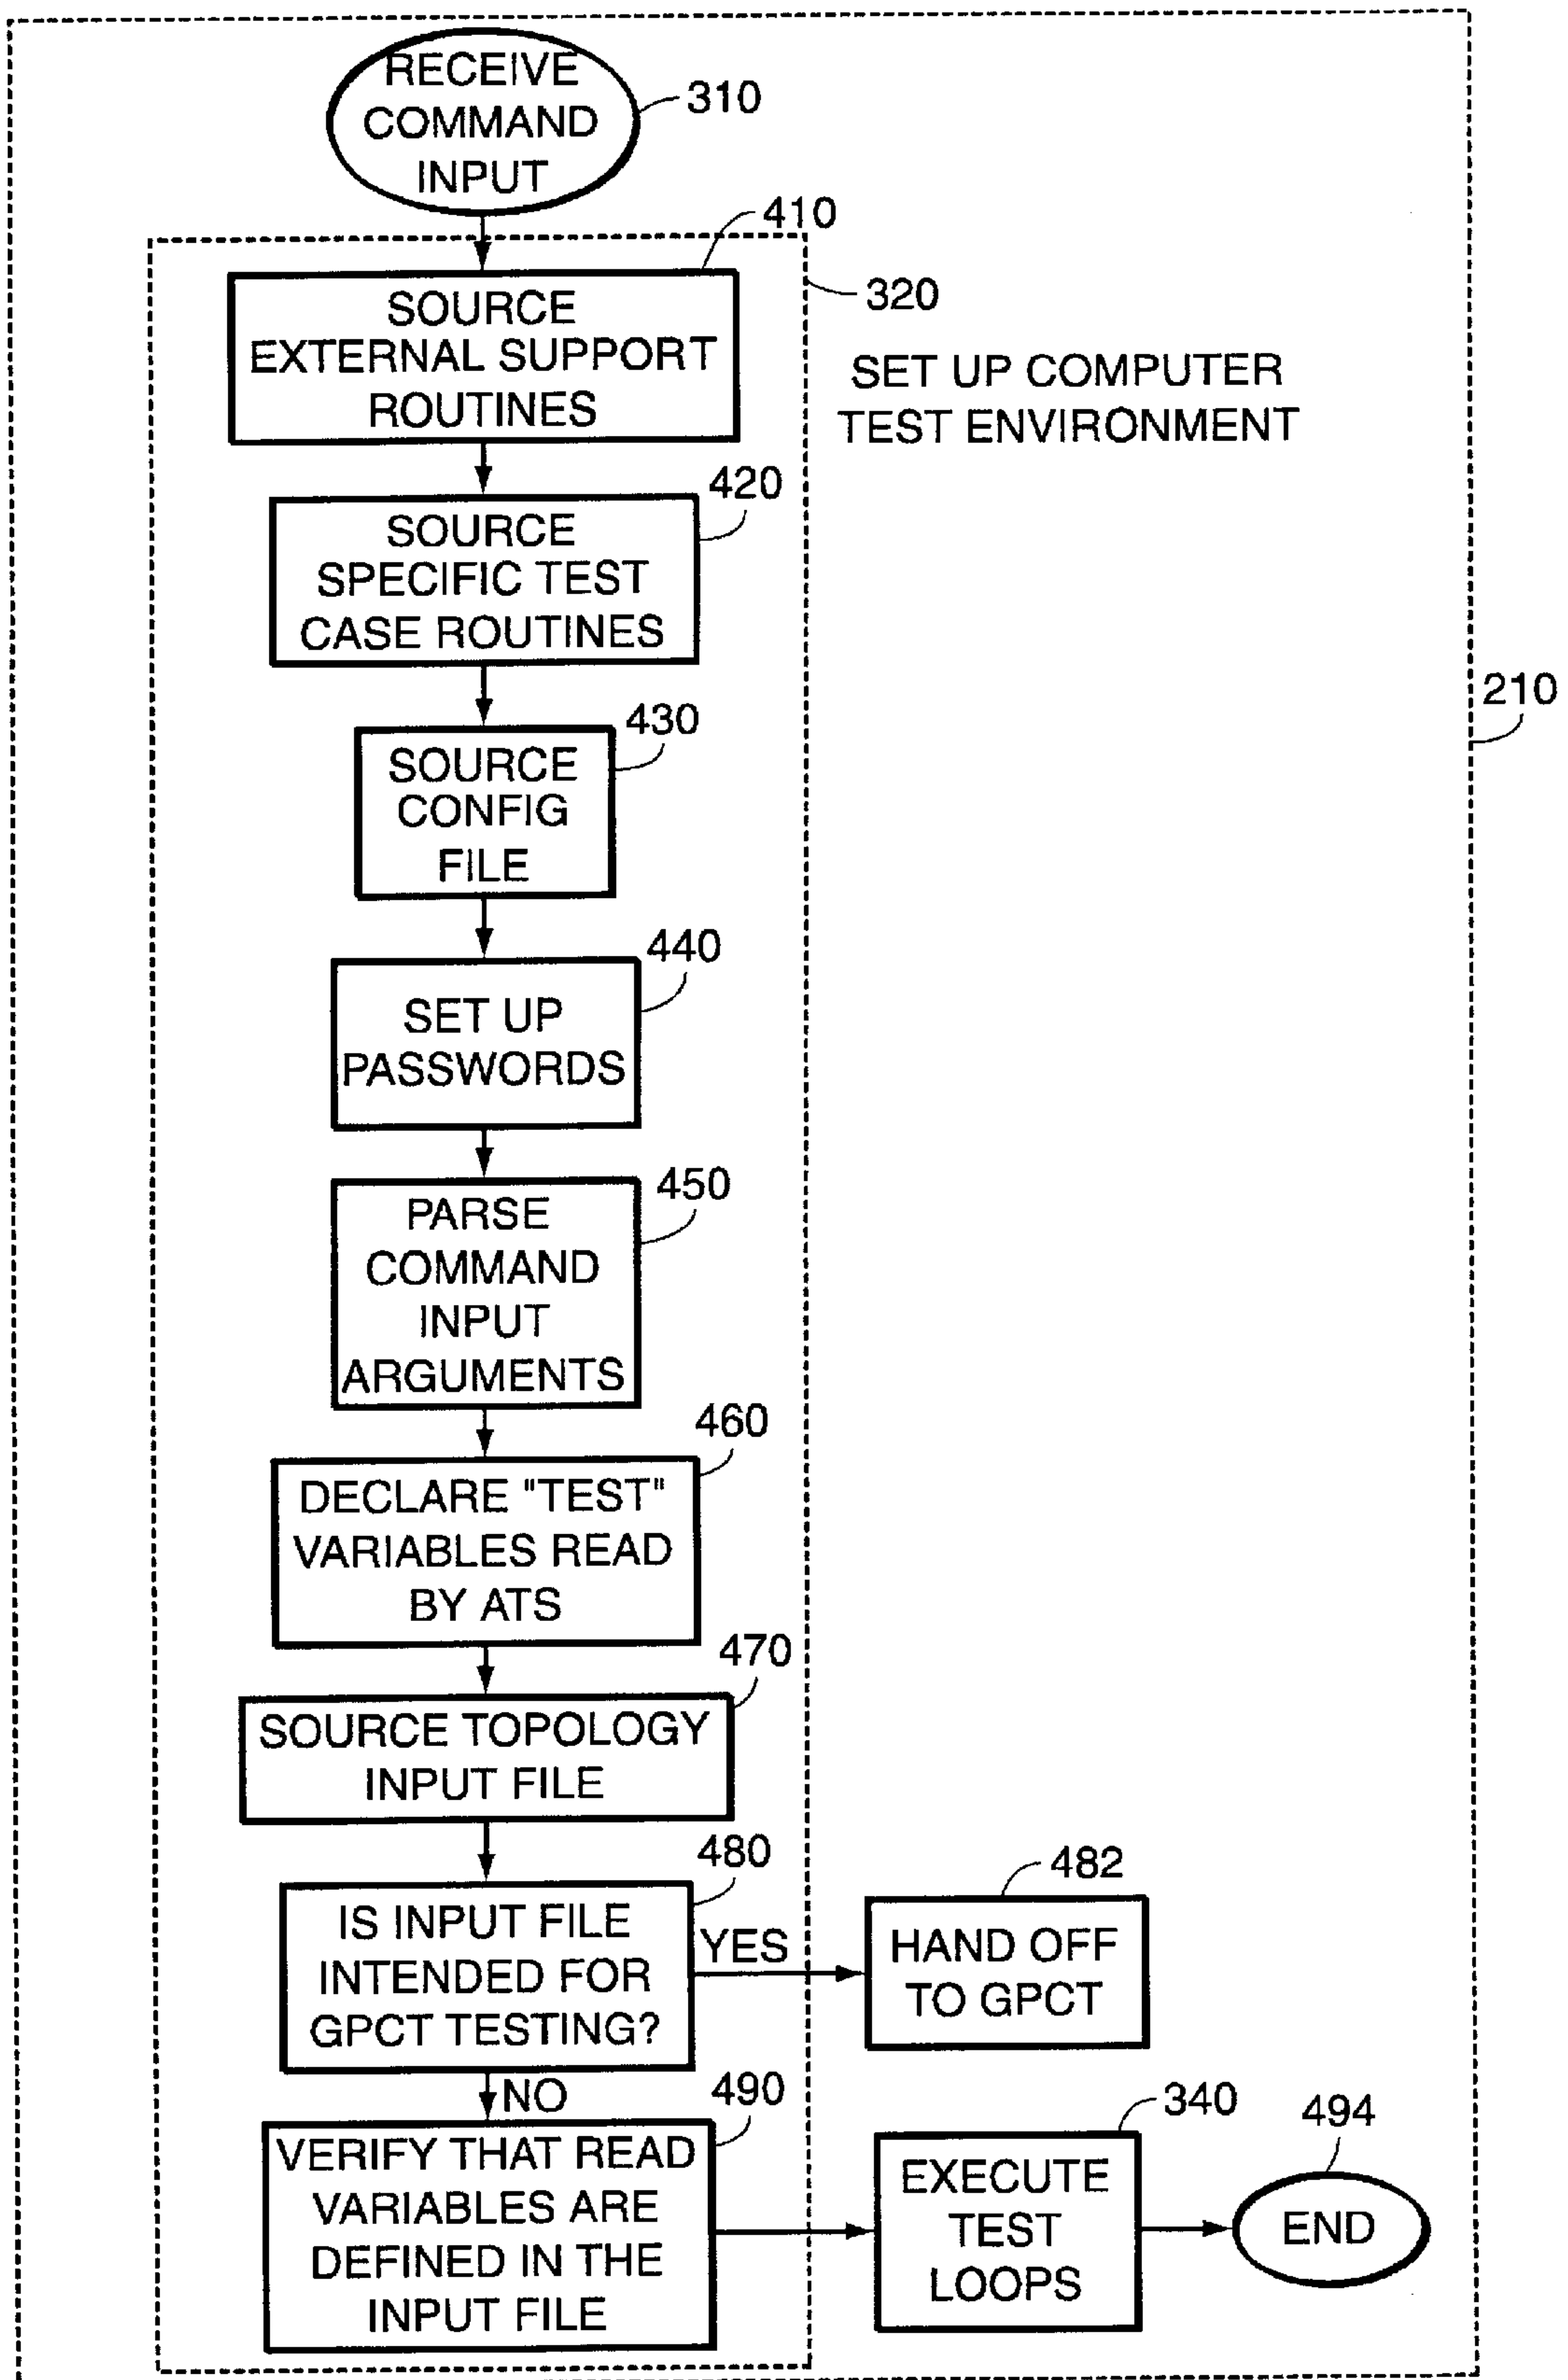 RECEIVE
COMMAND
INPUT
310
410
320
SOURCE
EXTERNAL SUPPORT
ROUTINES
SET UP COMPUTER
TEST ENVIRONMENT
420
SOURCE
SPECIFIC TEST
CASE ROUTINES
210
430
SOURCE
CONFIG
FILE
440
SET UP
PASSWORDS
450
PARSE
COMMAND
INPUT
ARGUMENTS
460
DECLARE "TEST"
VARIABLES READ
BY ATS
470
SOURCE TOPOLOGY
INPUT FILE
480
IS INPUT FILE
INTENDED FOR
GPCT TESTING?
YES
482
HAND OFF
TO GPCT
NO
490
VERIFY THAT READ
VARIABLES ARE
DEFINED IN THE
INPUT FILE
340
EXECUTE
TEST
LOOPS
494
END